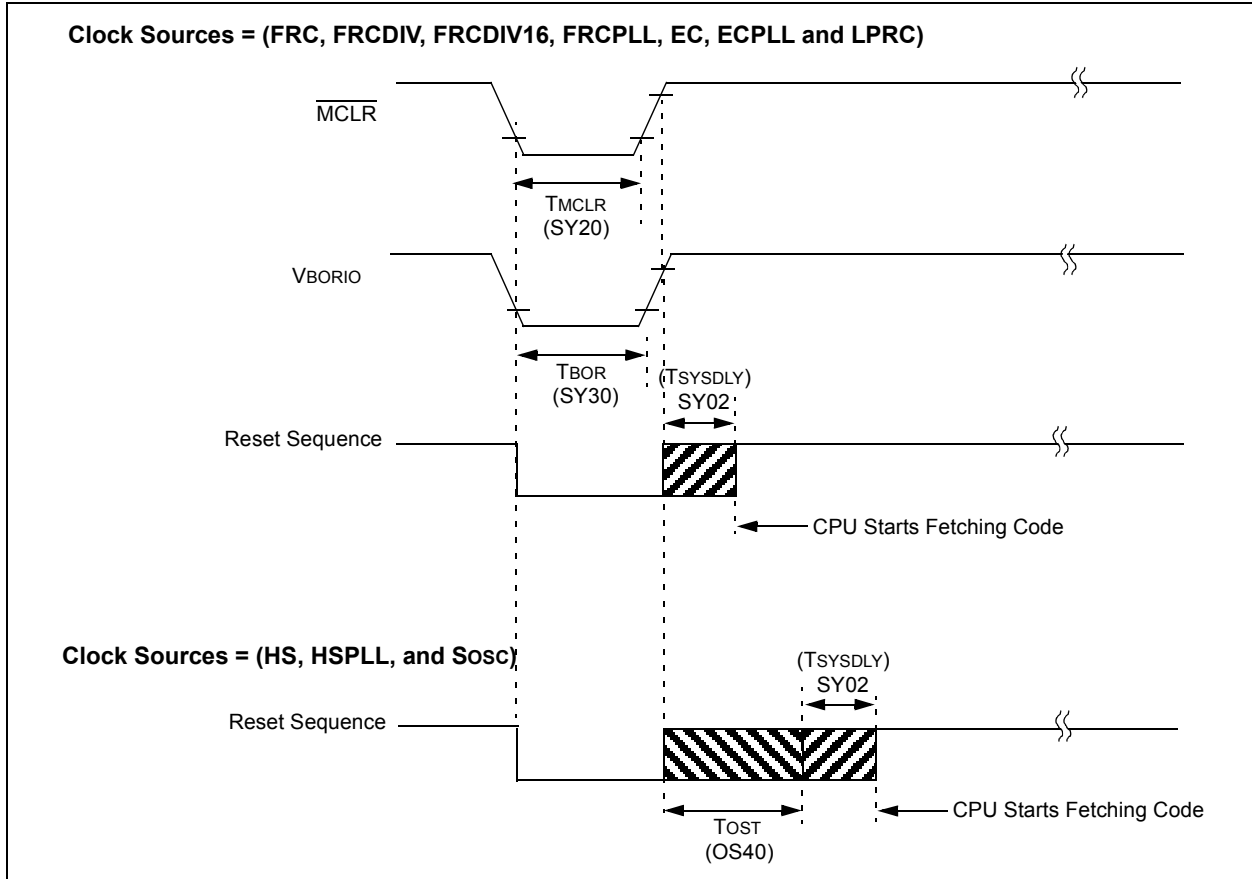 Clock Sources = (FRC, FRCDIV, FRCDIV16, FRCPLL, EC, ECPLL and LPRC)
MCLR
TMCLR
(SY20)
VBORIO
TBOR
(SY30)
(TSYSDLY)
SY02
Reset Sequence
CPU Starts Fetching Code
Clock Sources = (HS, HSPLL, and SOSC)
(TSYSDLY)
SY02
Reset Sequence
CPU Starts Fetching Code
TOST
(OS40)